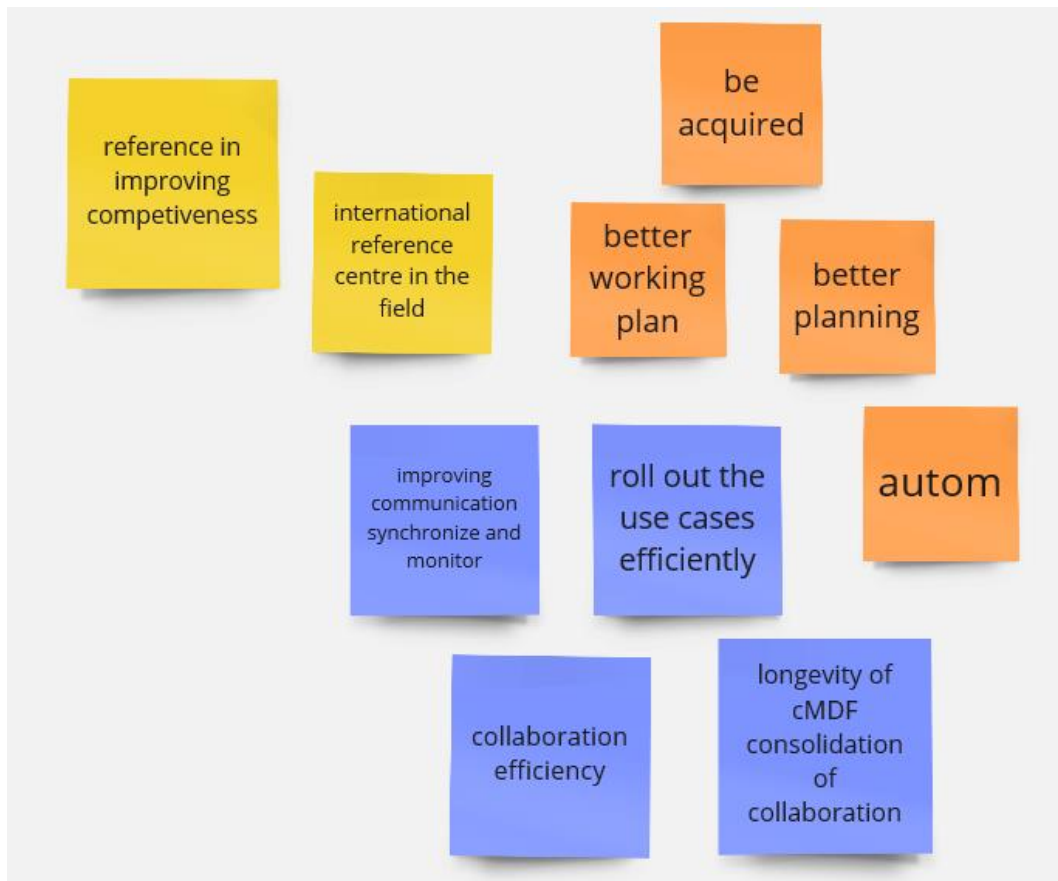 reference in
improving
competiveness
international
reference
centre in the
field
be
acquired
better
working
plan
better
planning
autom
improving
communication
synchronize and
monitor
roll out the
use cases
efficiently
collaboration
efficiency
longevity of
cMDF
consolidation
of
collaboration